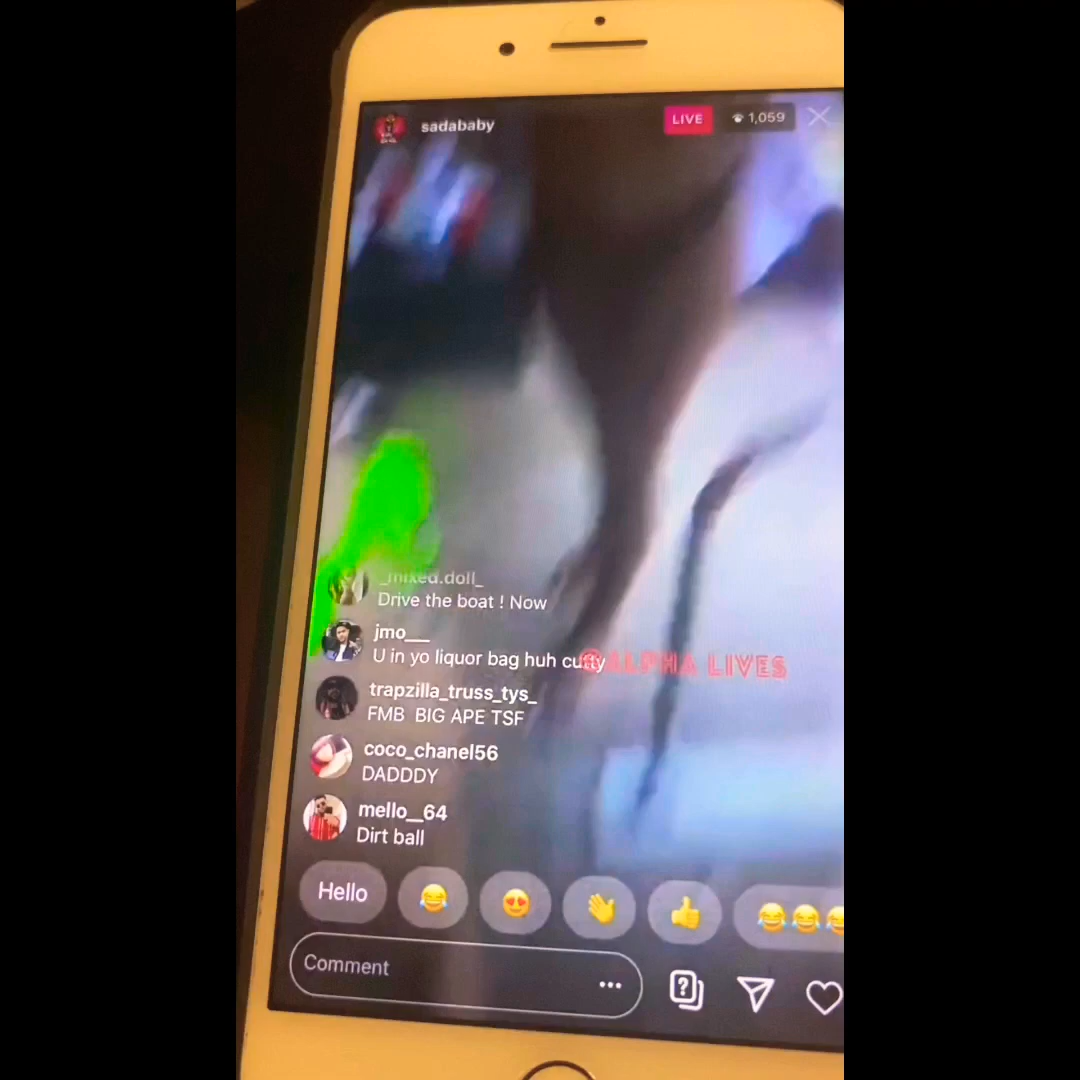 sadababy
LIVE
1,059
_mixed.doll_
Drive the boat ! Now
jmo___
U in yo liquor bag huh cutty
@ALPHA LIVES
trapzilla_truss_tys_
FMB BIG APE TSF
coco_chanel56
DADDDY
mello__64
Dirt ball
Hello
Comment